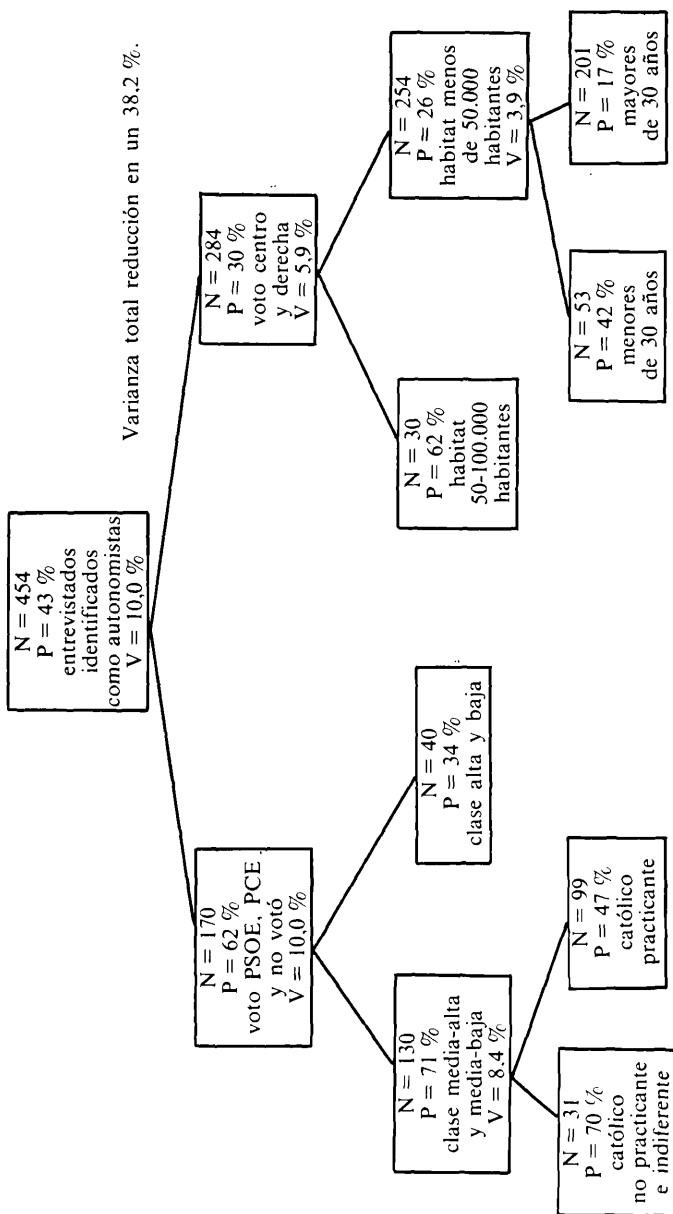 Varianza total reducción en un 38,2 %.
N = 454
P = 43 %
entrevistados
identificados
como autonomistas
V = 10,0 %
N = 170
P = 62 %
voto PSOE, PCE
y no votó
V = 10,0 %
N = 284
P = 30 %
voto centro
y derecha
V = 5,9 %
N = 130
P = 71 %
clase media-alta
y media-baja
V = 8.4 %
N = 40
P = 34 %
clase alta y baja
N = 30
P = 62 %
habitat
50-100.000
habitantes
N = 254
P = 26 %
habitat menos
de 50.000
habitantes
V = 3,9 %
N = 31
P = 70 %
católico
no practicante
e indiferente
N = 99
P = 47 %
católico
practicante
N = 53
P = 42 %
menores
de 30 años
N = 201
P = 17 %
mayores
de 30 años